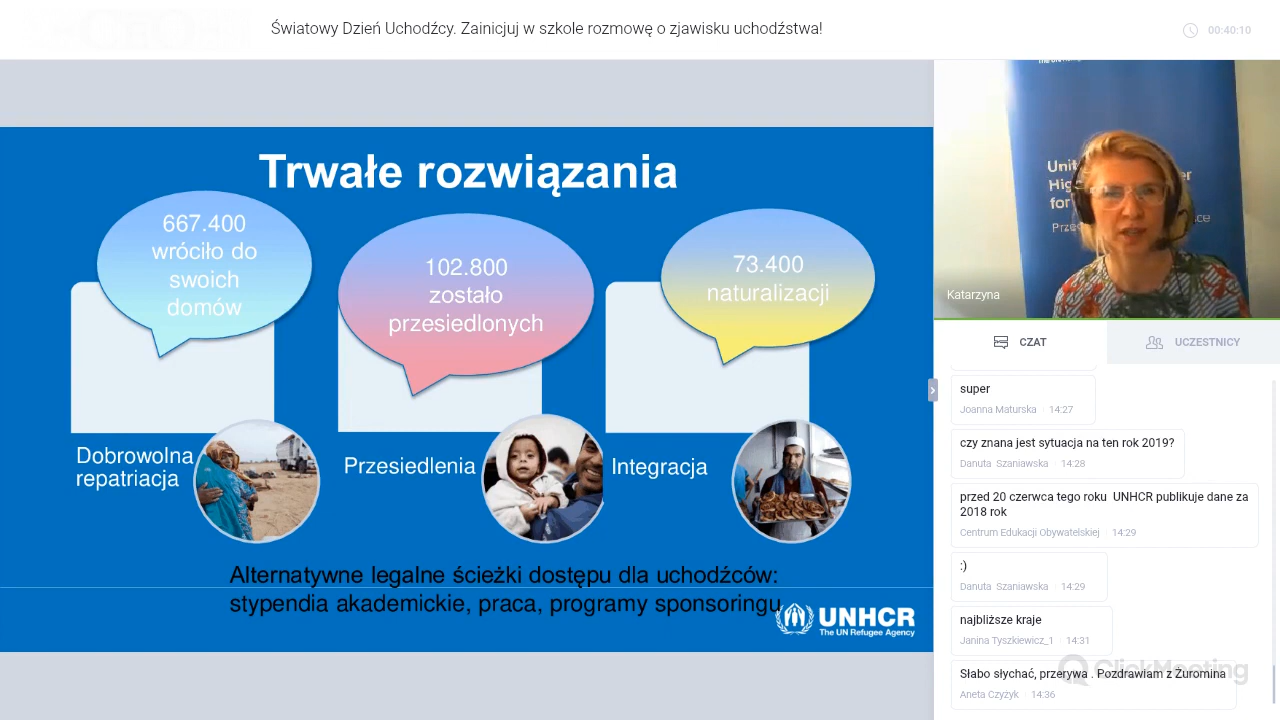 Światowy Dzień Uchodźcy. Zainicjuj w szkole rozmowę o zjawisku uchodźstwa!
00:40:10
Trwałe rozwiązania
667.400
wróciło do
swoich
domów
102.800
zostało
przesiedlonych
73.400
naturalizacji
Dobrowolna
repatriacja
Przesiedlenia
Integracja
Alternatywne legalne ścieżki dostępu dla uchodźców:
stypendia akademickie, praca, programy sponsoringu
UNHCR
The UN Refugee Agency
Katarzyna
CZAT
UCZESTNICY
super
Joanna Maturska 14:27
czy znana jest sytuacja na ten rok 2019?
Danuta Szaniawska 14:28
przed 20 czerwca tego roku UNHCR publikuje dane za
2018 rok
Centrum Edukacji Obywatelskiej 14:29
:)
Danuta Szaniawska 14:29
najbliższe kraje
Janina Tyszkiewicz_1 14:31
Słabo słychać, przerywa . Pozdrawiam z Żuromina
Aneta Czyżyk 14:36
ClickMeeting